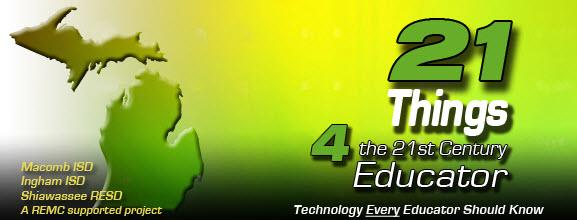 21
Things
4 the 21st Century
Educator
Macomb ISD
Ingham ISD
Shiawassee RESD
A REMC supported project
Technology Every Educator Should Know